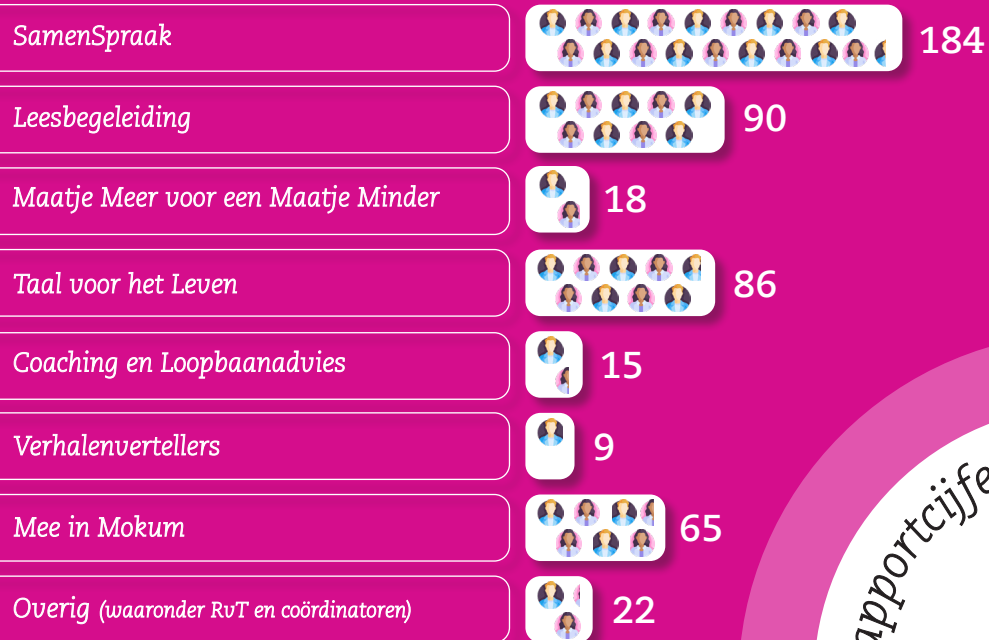 SamenSpraak 184
Leesbegeleiding 90
Maatje Meer voor een Maatje Minder 18
Taal voor het Leven 86
Coaching en Loopbaanadvies 15
Verhalenvertellers 9
Mee in Mokum 65
Overig (waaronder RvT en coördinatoren) 22
apportcijfe